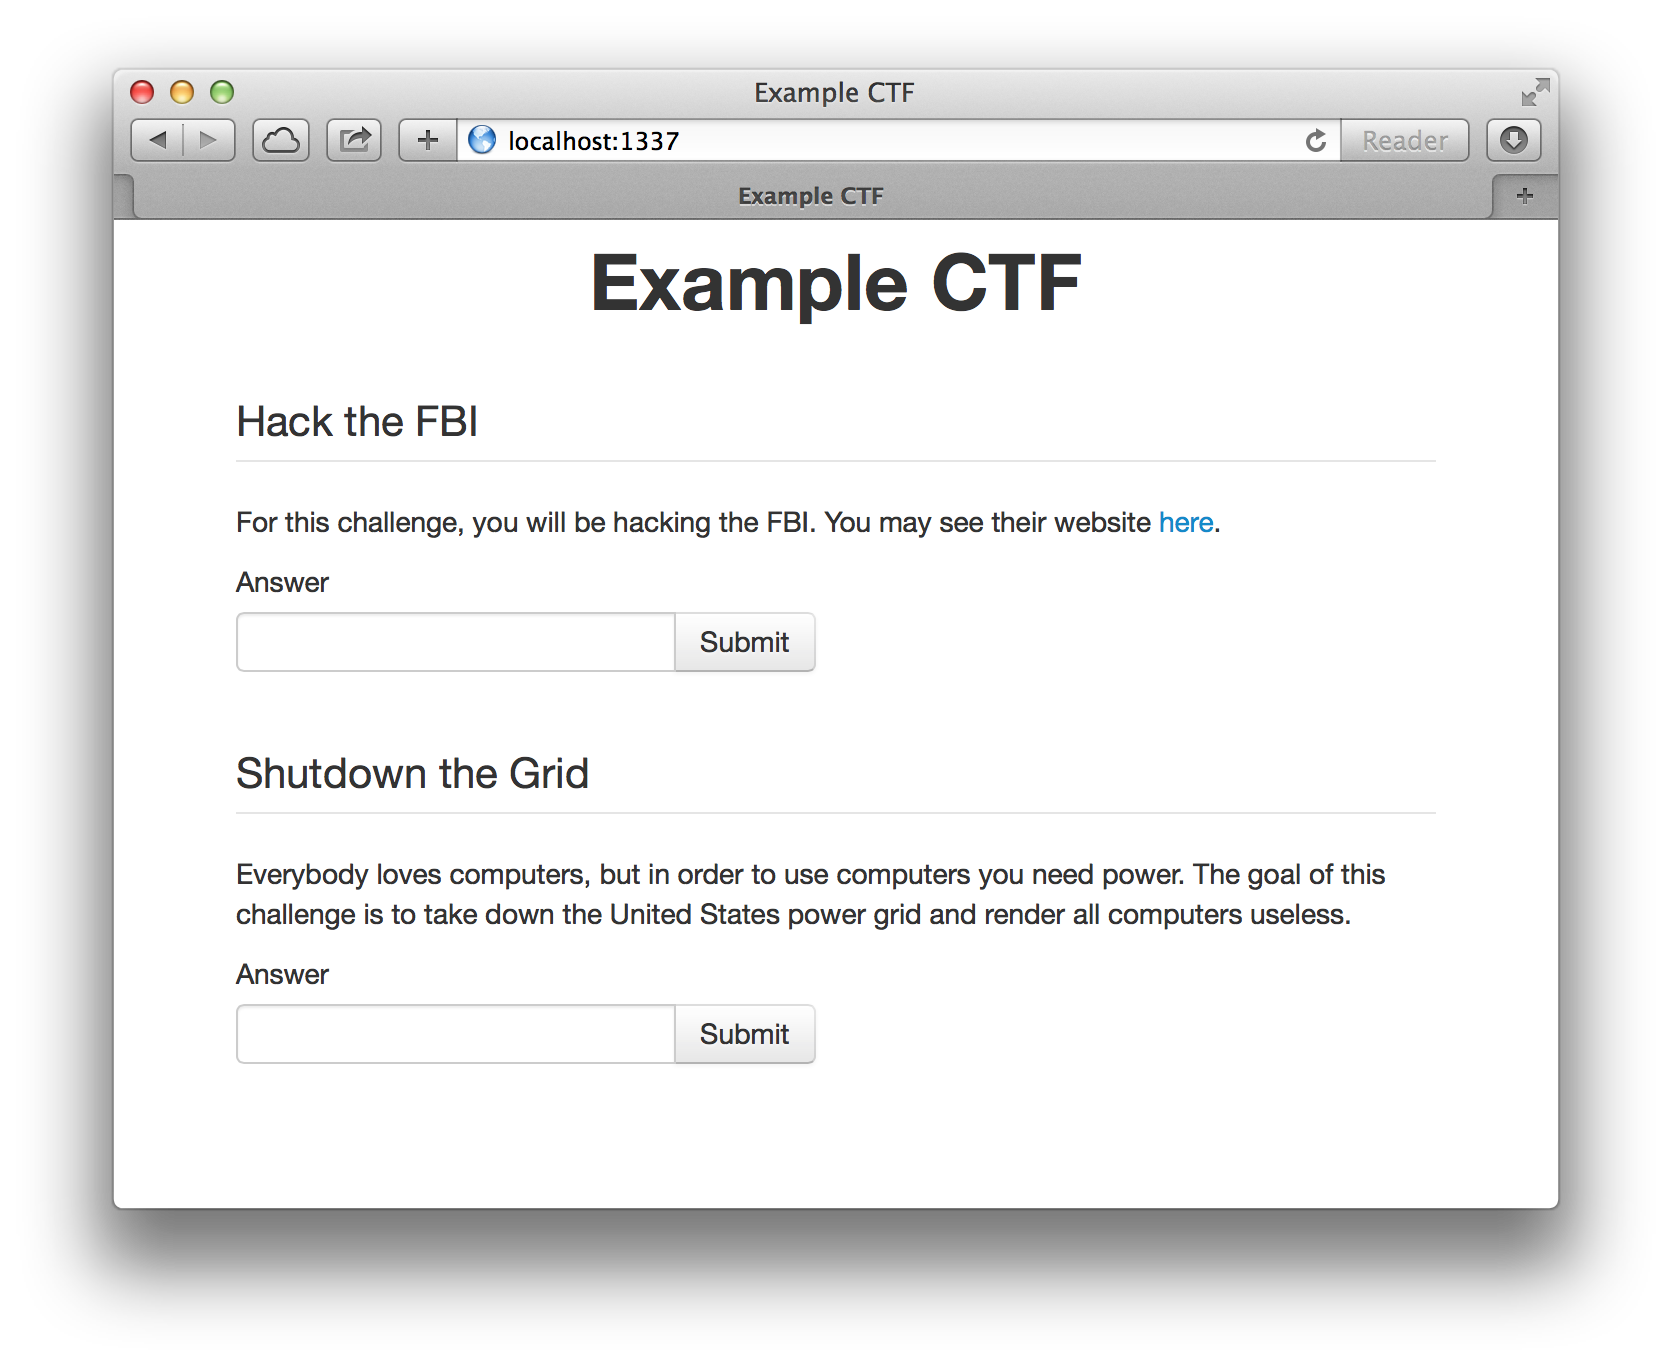 Example CTF
localhost:1337
Reader
Example CTF
Example CTF
Hack the FBI
For this challenge, you will be hacking the FBI. You may see their website here.
Answer
Submit
Shutdown the Grid
Everybody loves computers, but in order to use computers you need power. The goal of this
challenge is to take down the United States power grid and render all computers useless.
Answer
Submit